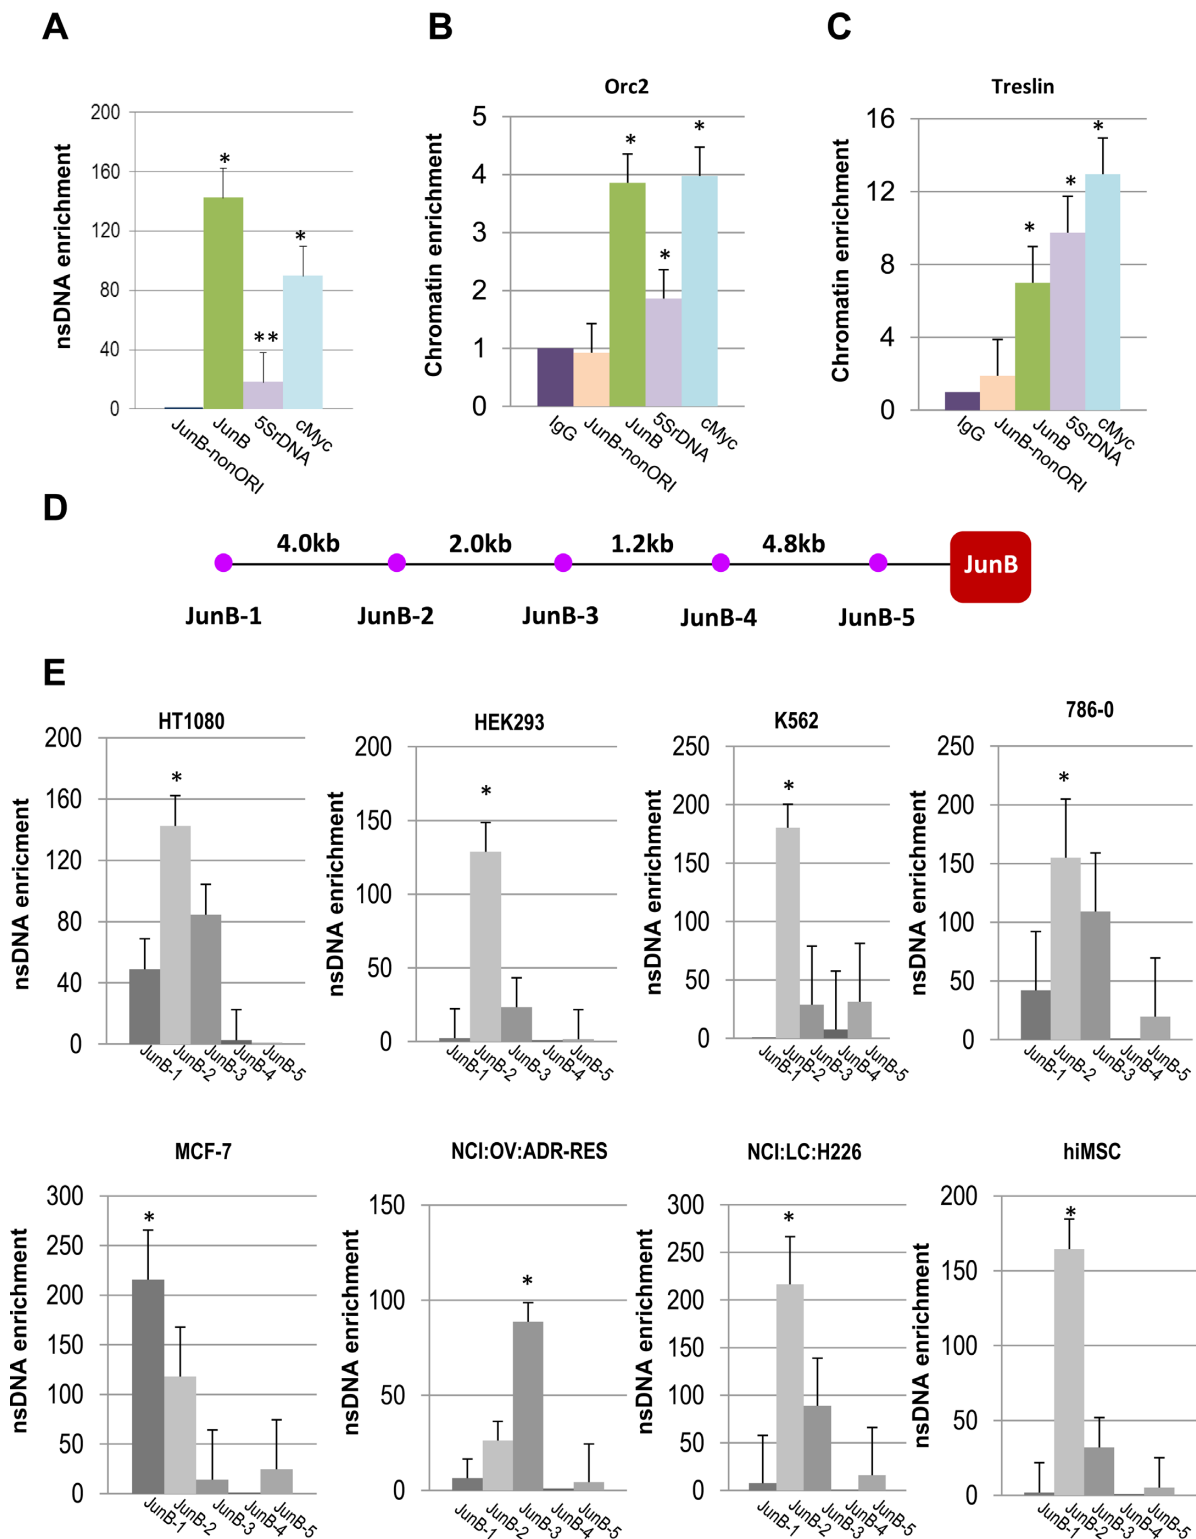 A
nsDNA enrichment
200
160
120
80
40
0
*
**
*
JunB-nonORI
JunB
5SrDNA
cMyc
B
Orc2
Chromatin enrichment
5
4
3
2
1
0
*
*
*
IgG
JunB-nonORI
JunB
5SrDNA
cMyc
C
Treslin
Chromatin enrichment
16
12
8
4
0
*
*
*
IgG
JunB-nonORI
JunB
5SrDNA
cMyc
D
4.0kb
2.0kb
1.2kb
4.8kb
JunB
JunB-1
JunB-2
JunB-3
JunB-4
JunB-5
E
HT1080
nsDNA enricment
200
160
120
80
40
0
*
JunB-1
JunB-2
JunB-3
JunB-4
JunB-5
HEK293
nsDNA enrichment
200
150
100
50
0
*
JunB-1
JunB-2
JunB-3
JunB-4
JunB-5
K562
nsDNA enrichment
250
200
150
100
50
0
*
JunB-1
JunB-2
JunB-3
JunB-4
JunB-5
786-0
nsDNA enrichment
250
200
150
100
50
0
*
JunB-1
JunB-2
JunB-3
JunB-4
JunB-5
MCF-7
nsDNA enrichment
300
250
200
150
100
50
0
*
JunB-1
JunB-2
JunB-3
JunB-4
JunB-5
NCI:OV:ADR-RES
nsDNA enrichment
150
100
50
0
*
JunB-1
JunB-2
JunB-3
JunB-4
JunB-5
NCI:LC:H226
nsDNA enrichment
300
250
200
150
100
50
0
*
JunB-1
JunB-2
JunB-3
JunB-4
JunB-5
hiMSC
nsDNA enrichment
200
150
100
50
0
*
JunB-1
JunB-2
JunB-3
JunB-4
JunB-5